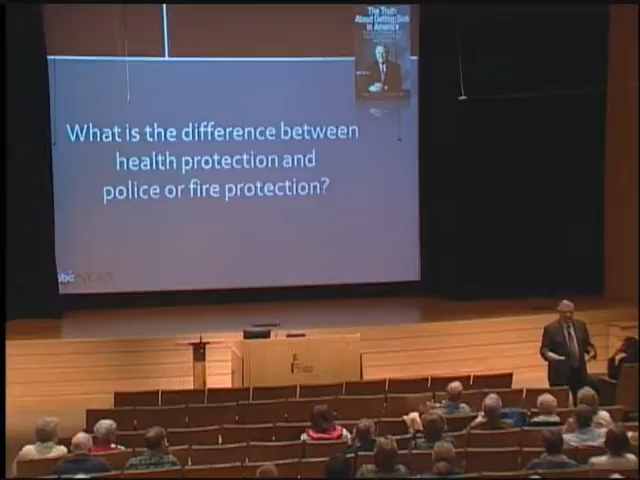 The Truth
About Getting Sick
in America
What is the difference between
health protection and
police or fire protection?
abc NEWS